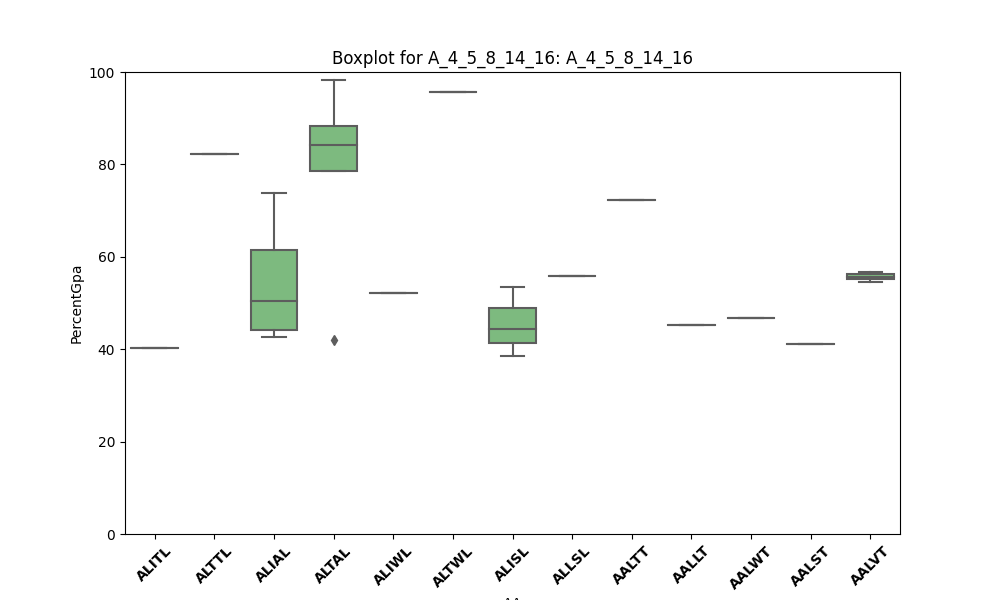 Boxplot for A_4_5_8_14_16: A_4_5_8_14_16
PercentGpa
100
80
60
40
20
0
ALITL
ALTTL
ALIAL
ALTAL
ALIWL
ALTWL
ALISL
ALLSL
AALTT
AALLT
AALWT
AALST
AALVT